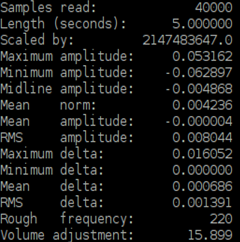 Samples read: 40000
Length (seconds): 5.000000
Scaled by: 2147483647.0
Maximum amplitude: 0.053162
Minimum amplitude: -0.062897
Midline amplitude: -0.004868
Mean norm: 0.004236
Mean amplitude: -0.000004
RMS amplitude: 0.008044
Maximum delta: 0.016052
Minimum delta: 0.000000
Mean delta: 0.000686
RMS delta: 0.001391
Rough frequency: 220
Volume adjustment: 15.899